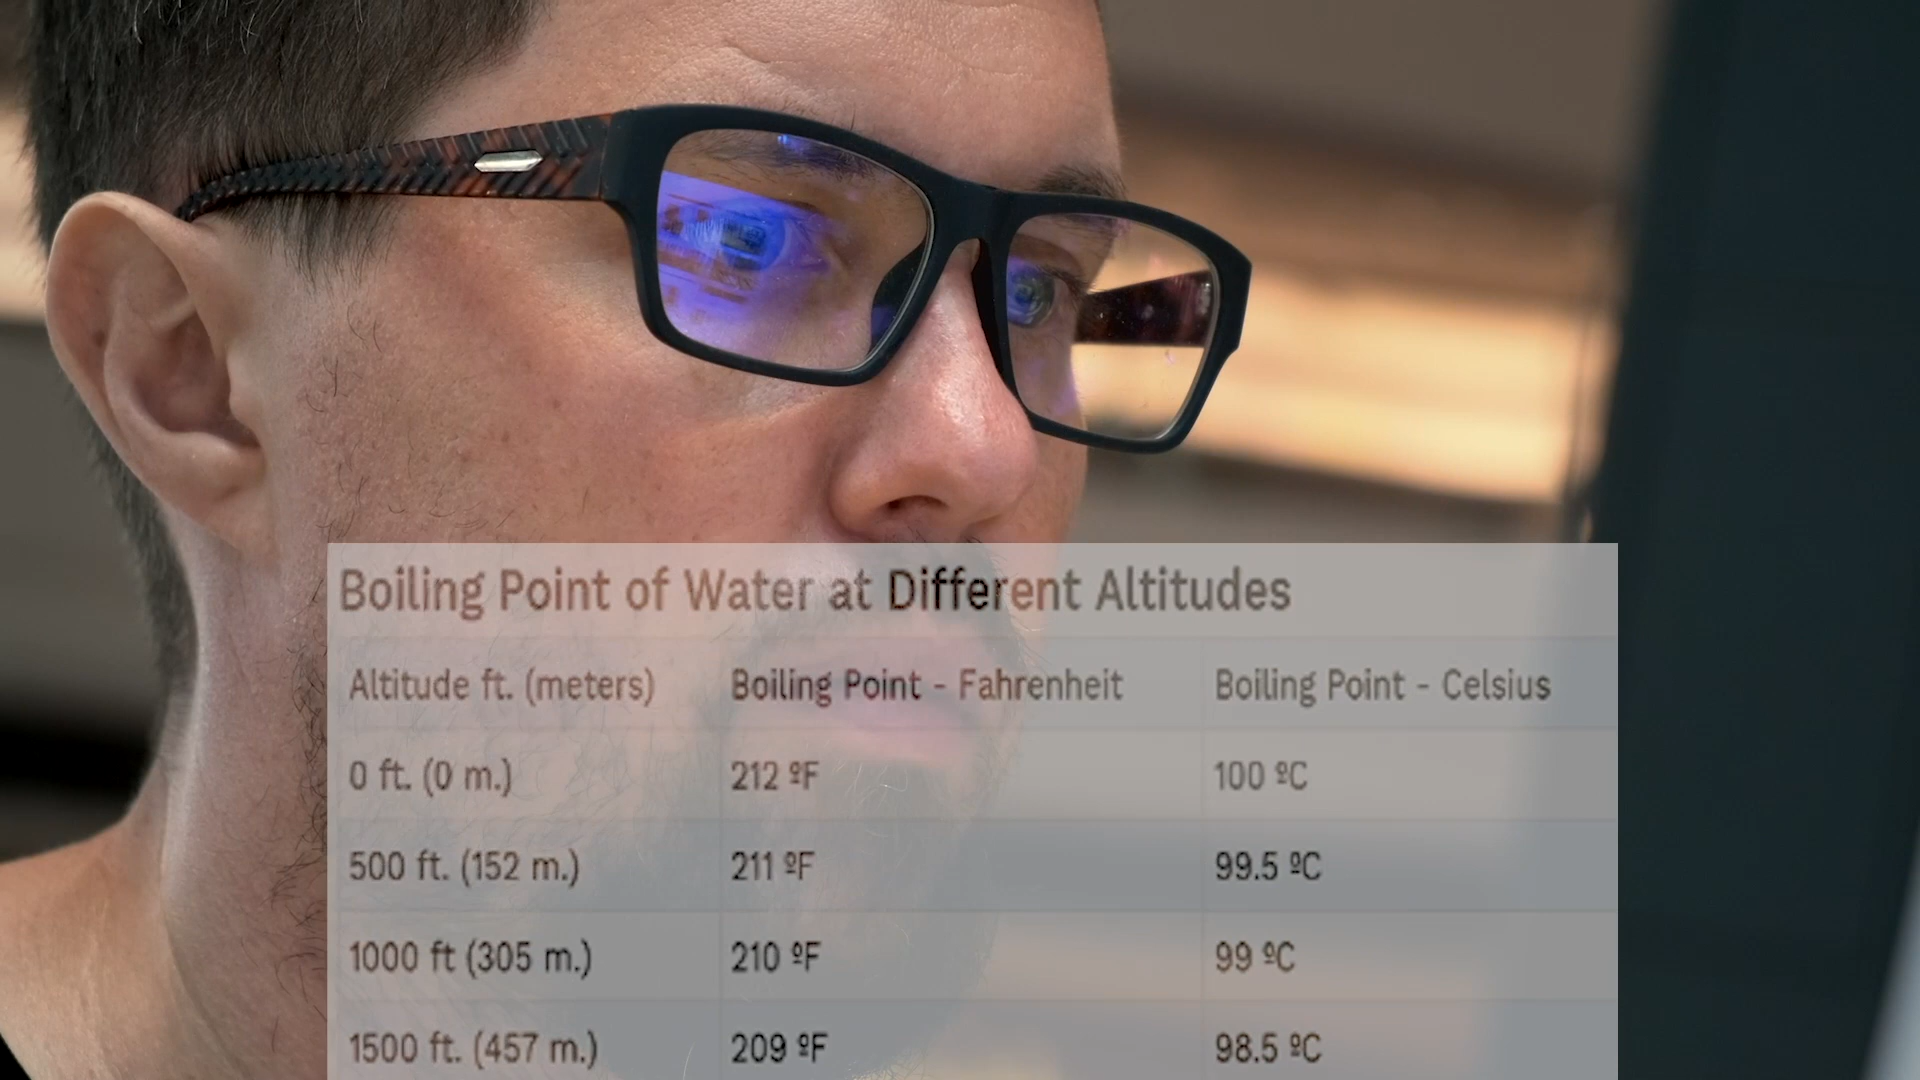 Boiling Point of Water at Different Altitudes
Altitude ft. (meters) Boiling Point - Fahrenheit Boiling Point - Celsius
0 ft. (0 m.) 212 ºF 100 ºC
500 ft. (152 m.) 211 ºF 99.5 ºC
1000 ft (305 m.) 210 ºF 99 ºC
1500 ft. (457 m.) 209 ºF 98.5 ºC